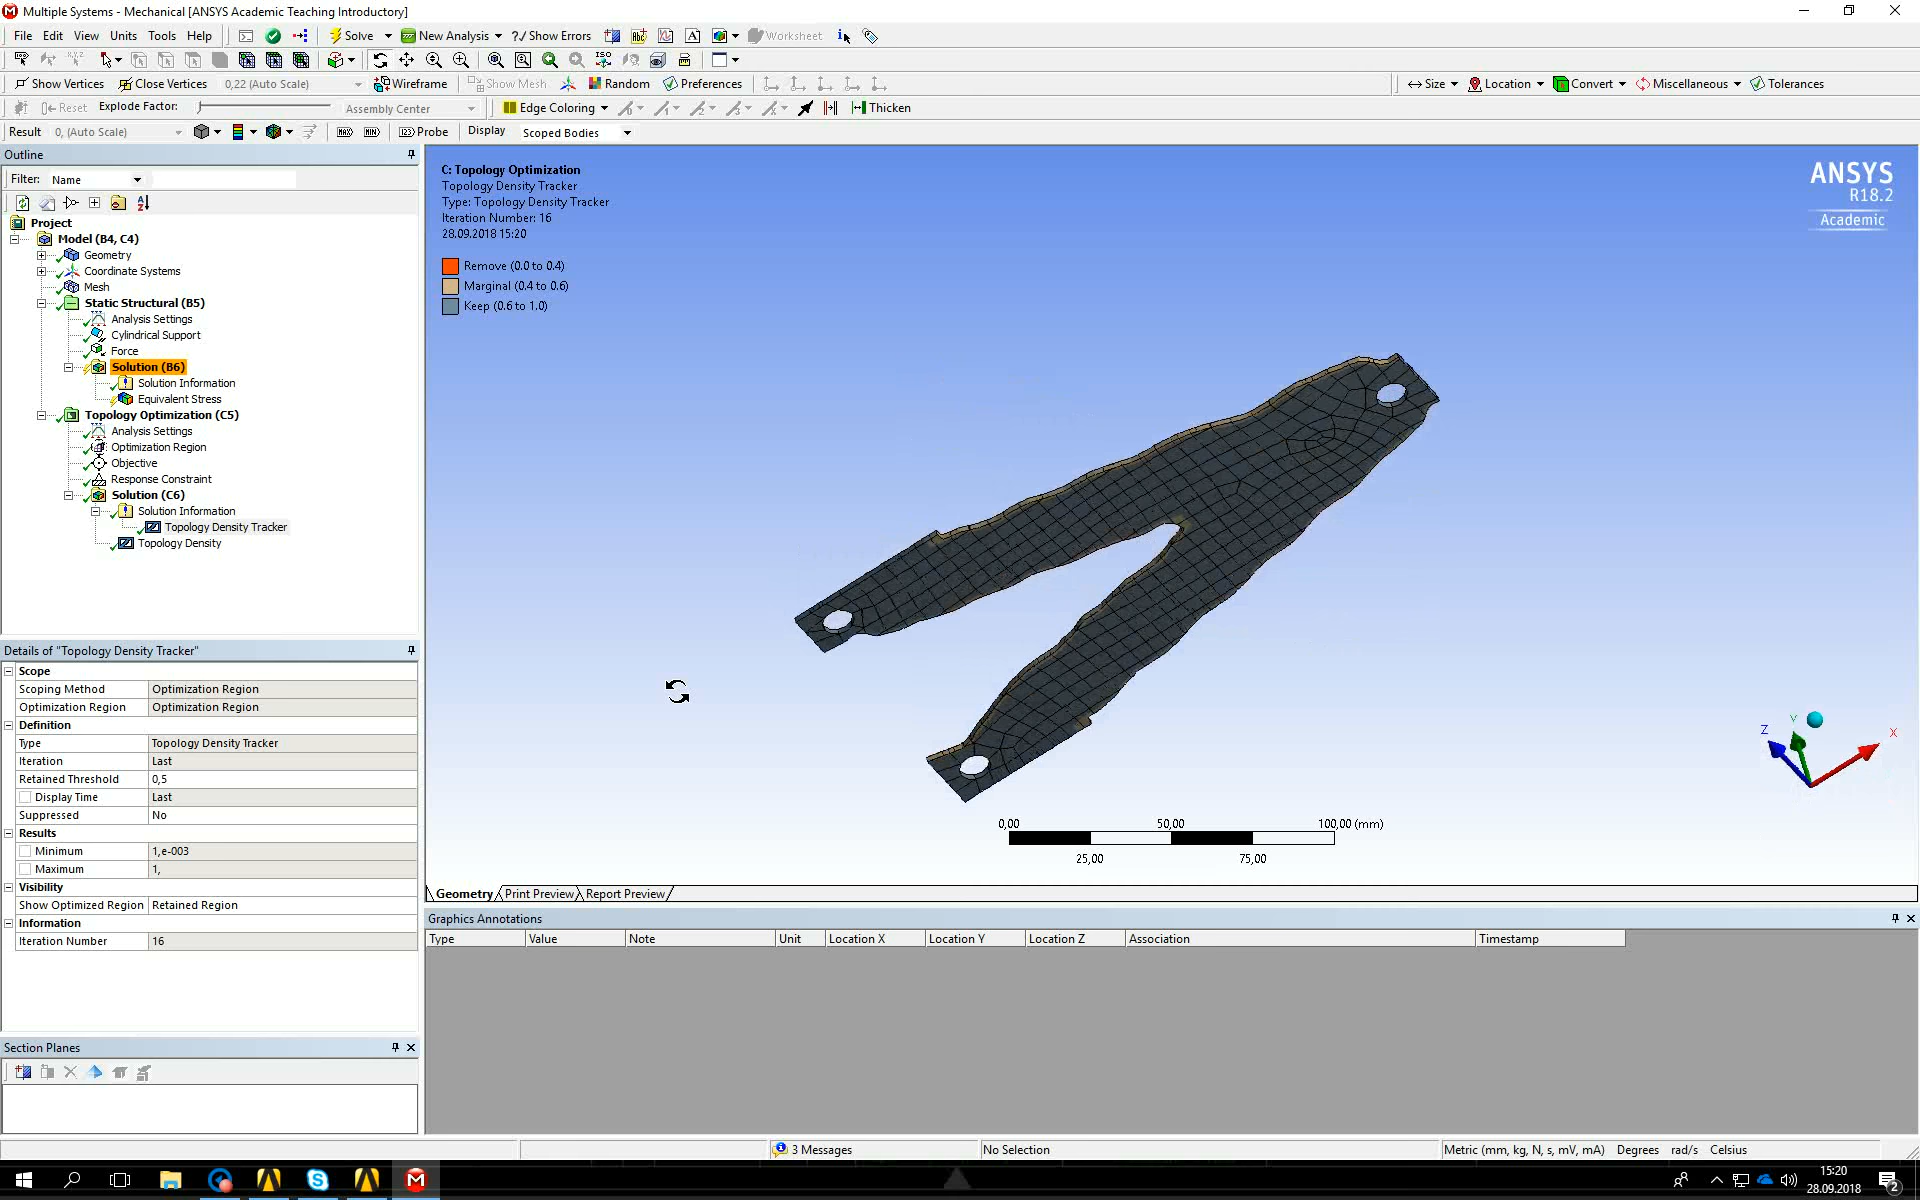 Multiple Systems - Mechanical [ANSYS Academic Teaching Introductory]
File Edit View Units Tools Help Solve New Analysis ?/ Show Errors Worksheet
Show Vertices Close Vertices 0,22 (Auto Scale) Wireframe Show Mesh Random Preferences Size Location Convert Miscellaneous Tolerances
Reset Explode Factor: Assembly Center Edge Coloring Thicken
Result 0, (Auto Scale) MAX MIN Probe Display Scoped Bodies
Outline
Filter: Name
Project
Model (B4, C4)
Geometry
Coordinate Systems
Mesh
Static Structural (B5)
Analysis Settings
Cylindrical Support
Force
Solution (B6)
Solution Information
Equivalent Stress
Topology Optimization (C5)
Analysis Settings
Optimization Region
Objective
Response Constraint
Solution (C6)
Solution Information
Topology Density Tracker
Topology Density
Details of "Topology Density Tracker"
Scope
Scoping Method Optimization Region
Optimization Region Optimization Region
Definition
Type Topology Density Tracker
Iteration Last
Retained Threshold 0,5
Display Time Last
Suppressed No
Results
Minimum 1,e-003
Maximum 1,
Visibility
Show Optimized Region Retained Region
Information
Iteration Number 16
Section Planes
C: Topology Optimization
Topology Density Tracker
Type: Topology Density Tracker
Iteration Number: 16
28.09.2018 15:20
Remove (0.0 to 0.4)
Marginal (0.4 to 0.6)
Keep (0.6 to 1.0)
ANSYS
R18.2
Academic
Z Y X
0,00 50,00 100,00 (mm)
25,00 75,00
Geometry Print Preview Report Preview
Graphics Annotations
Type Value Note Unit Location X Location Y Location Z Association Timestamp
3 Messages No Selection Metric (mm, kg, N, s, mV, mA) Degrees rad/s Celsius
15:20
28.09.2018
2